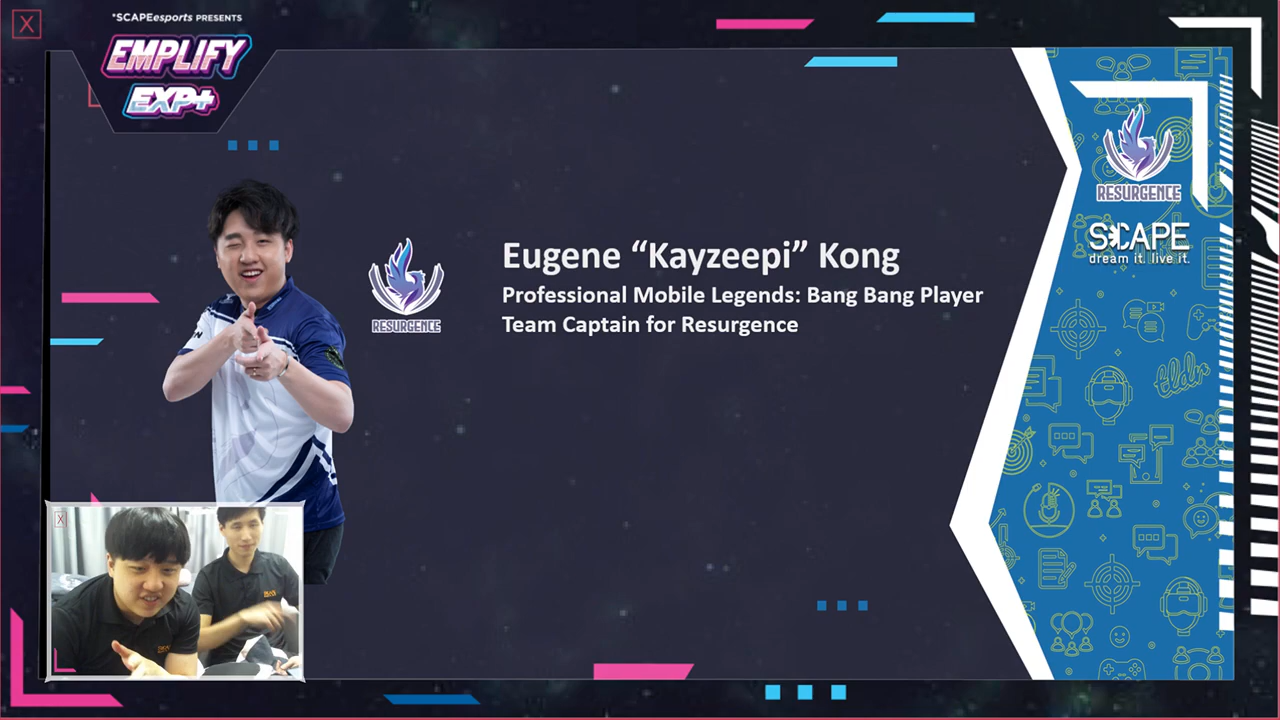 *SCAPEesports PRESENTS
EMPLIFY
EXP+
RESURGENCE
SCAPE
dream it. live it.
RESURGENCE
Eugene “Kayzeepi” Kong
Professional Mobile Legends: Bang Bang Player
Team Captain for Resurgence
tldr